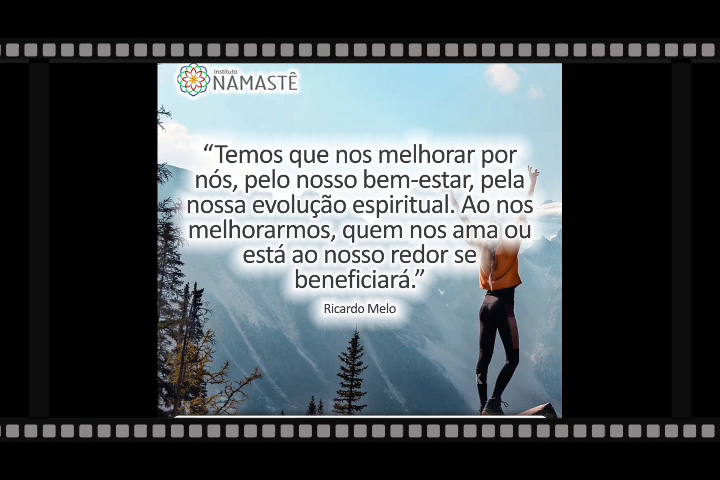 Instituto
NAMASTÊ
“Temos que nos melhorar por
nós, pelo nosso bem-estar, pela
nossa evolução espiritual. Ao nos
melhorarmos, quem nos ama ou
está ao nosso redor se
beneficiará.”
Ricardo Melo